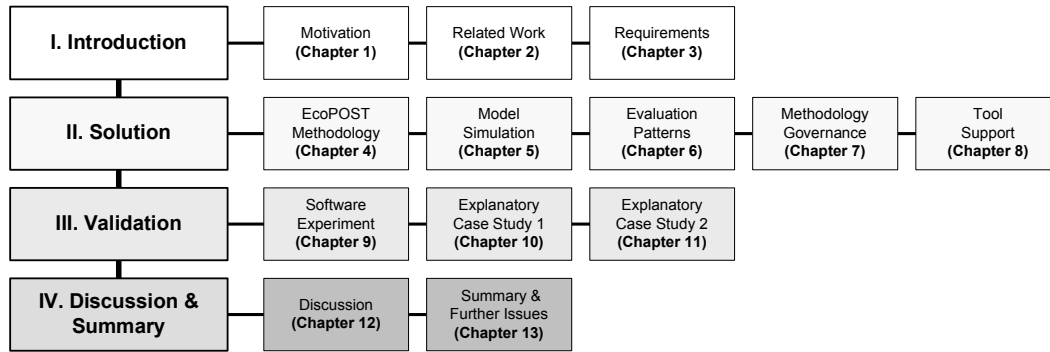 I. Introduction
Motivation
(Chapter 1)
Related Work
(Chapter 2)
Requirements
(Chapter 3)
II. Solution
EcoPOST
Methodology
(Chapter 4)
Model
Simulation
(Chapter 5)
Evaluation
Patterns
(Chapter 6)
Methodology
Governance
(Chapter 7)
Tool
Support
(Chapter 8)
III. Validation
Software
Experiment
(Chapter 9)
Explanatory
Case Study 1
(Chapter 10)
Explanatory
Case Study 2
(Chapter 11)
IV. Discussion &
Summary
Discussion
(Chapter 12)
Summary &
Further Issues
(Chapter 13)